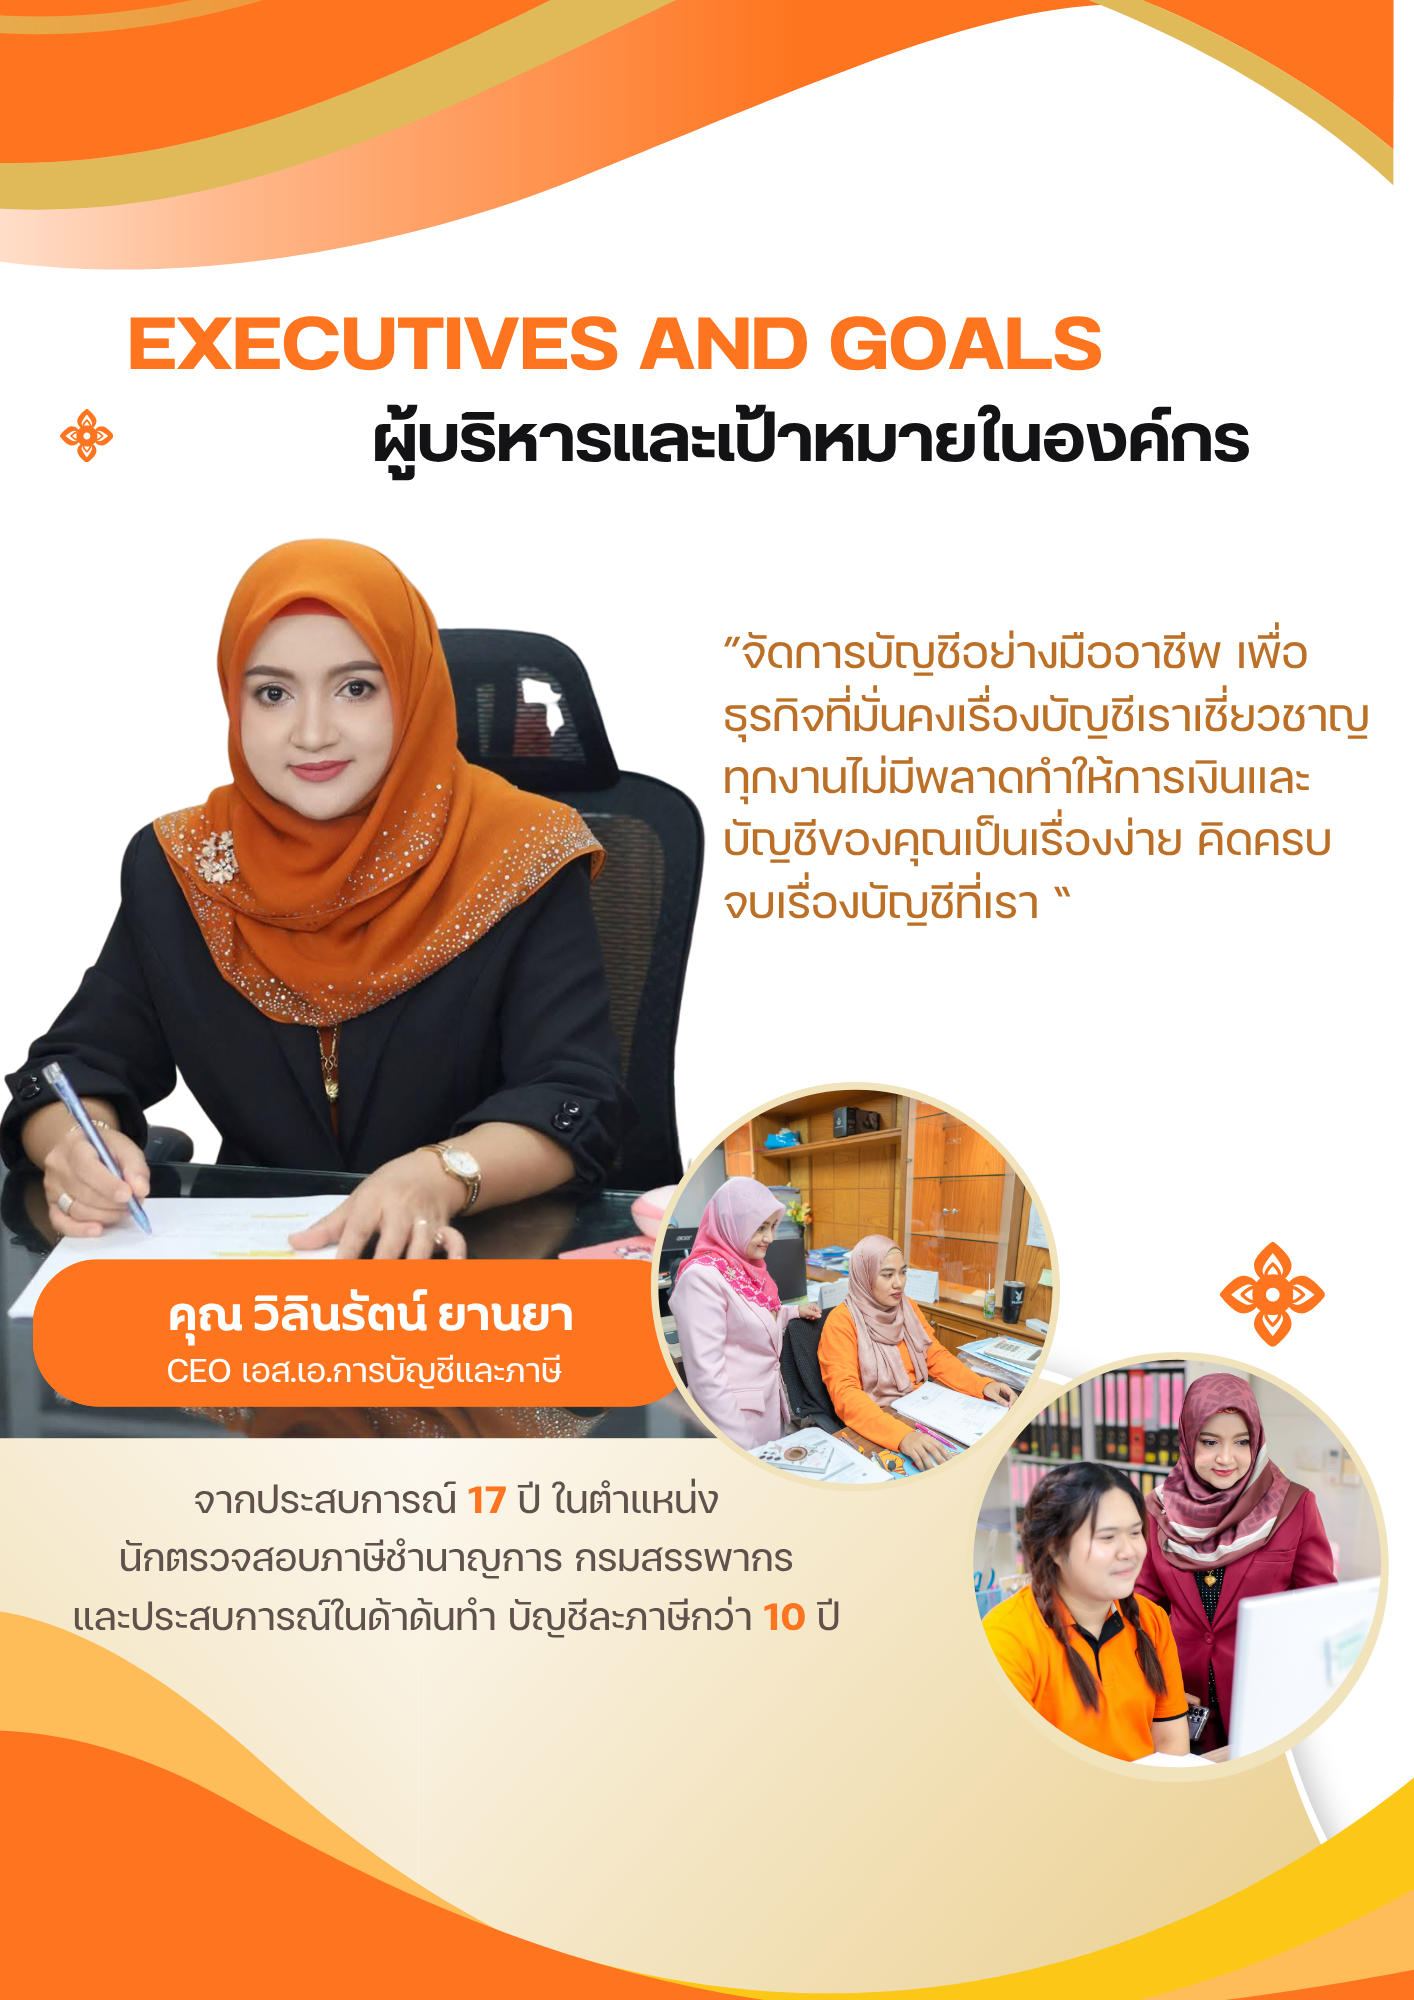 EXECUTIVES AND GOALS
ผู้บริหารและเป้าหมายในองค์กร
"จัดการบัญชีอย่างมืออาชีพ เพื่อ
ธุรกิจที่มั่นคงเรื่องบัญชีเราเชี่ยวชาญ
ทุกงานไม่มีพลาดทำให้การเงินและ
บัญชีของคุณเป็นเรื่องง่าย คิดครบ
จบเรื่องบัญชีที่เรา "
คุณ วิลินรัตน์ ยานยา
CEO เอส.เอ.การบัญชีและภาษี
จากประสบการณ์ 17 ปี ในตำแหน่ง
นักตรวจสอบภาษีชำนาญการ กรมสรรพากร
และประสบการณ์ในด้าด้นทำ บัญชีละภาษีกว่า 10 ปี